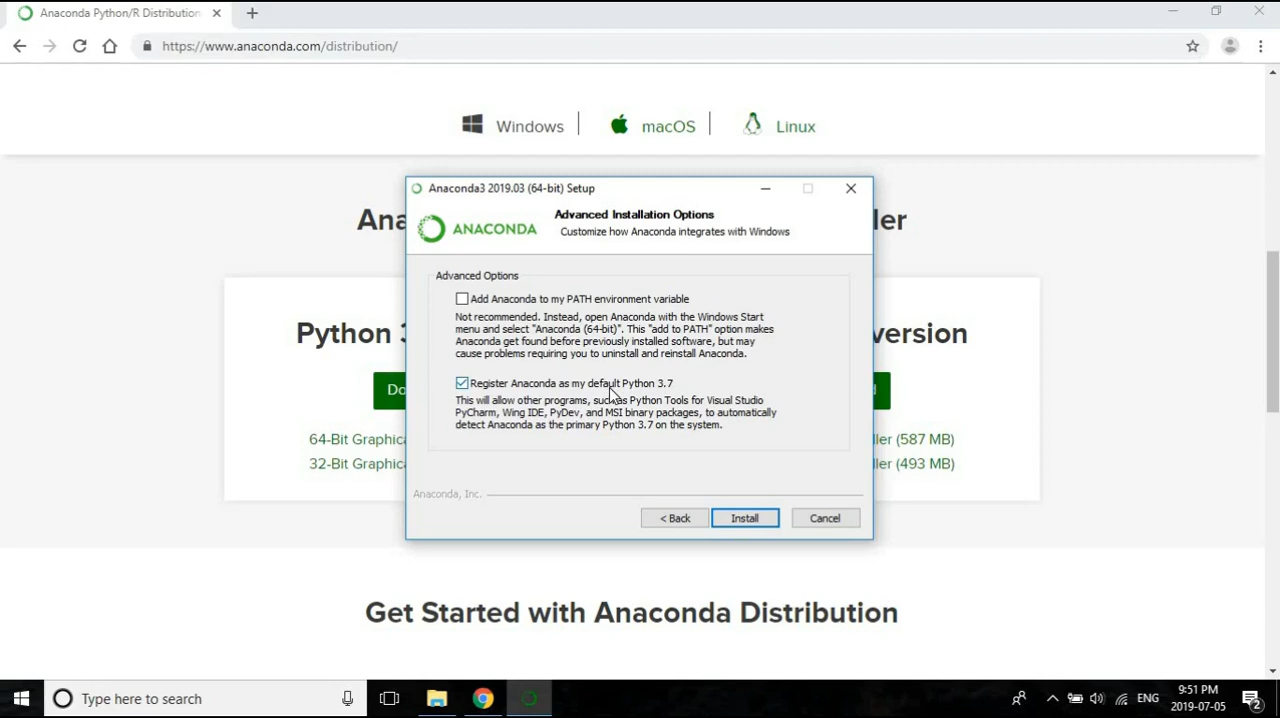 Anaconda Python/R Distribution
https://www.anaconda.com/distribution/
Windows
macOS
Linux
Anaconda3 2019.03 (64-bit) Setup
ANACONDA
Advanced Installation Options
Customize how Anaconda integrates with Windows
Ana
ler
Advanced Options
Add Anaconda to my PATH environment variable
Not recommended. Instead, open Anaconda with the Windows Start
menu and select "Anaconda (64-bit)". This "add to PATH" option makes
Anaconda get found before previously installed software, but may
cause problems requiring you to uninstall and reinstall Anaconda.
Register Anaconda as my default Python 3.7
This will allow other programs, such as Python Tools for Visual Studio
PyCharm, Wing IDE, PyDev, and MSI binary packages, to automatically
detect Anaconda as the primary Python 3.7 on the system.
Python 3
version
Do
64-Bit Graphica
ller (587 MB)
32-Bit Graphica
ller (493 MB)
Anaconda, Inc.
< Back
Install
Cancel
Get Started with Anaconda Distribution
Type here to search
ENG
9:51 PM
2019-07-05
2